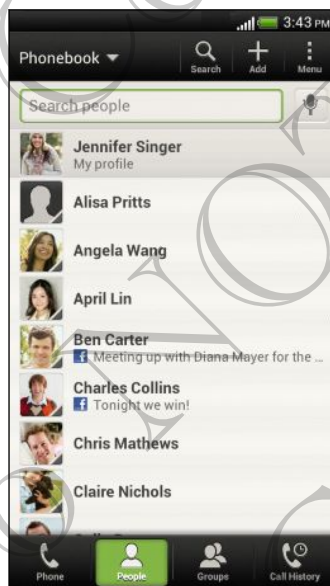 3:43 PM
Phonebook
Search
Add
Menu
Search people
Jennifer Singer
My profile
Alisa Pritts
Angela Wang
April Lin
Ben Carter
Meeting up with Diana Mayer for the ...
Charles Collins
Tonight we win!
Chris Mathews
Claire Nichols
Phone
People
Groups
Call History